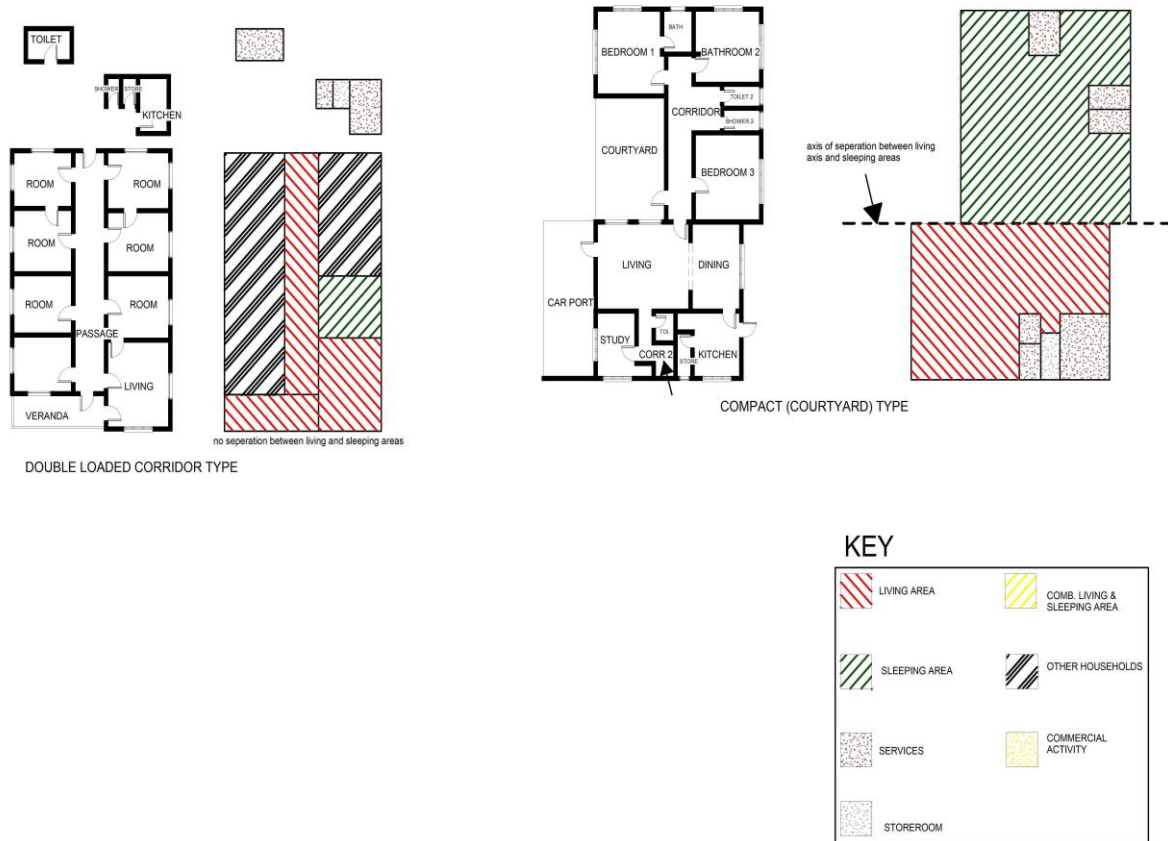 TOILET
SHOWER
STORE
KITCHEN
ROOM
ROOM
ROOM
ROOM
ROOM
ROOM
PASSAGE
LIVING
VERANDA
no seperation between living and sleeping areas
DOUBLE LOADED CORRIDOR TYPE
BEDROOM 1
BATH
BATHROOM 2
CORRIDOR
TOILET 2
SHOWER 2
COURTYARD
BEDROOM 3
LIVING
DINING
CAR PORT
STUDY
TOI.
CORR 2
STORE
KITCHEN
COMPACT (COURTYARD) TYPE
axis of seperation between living
axis and sleeping areas
KEY
LIVING AREA
COMB. LIVING &
SLEEPING AREA
SLEEPING AREA
OTHER HOUSEHOLDS
SERVICES
COMMERCIAL
ACTIVITY
STOREROOM